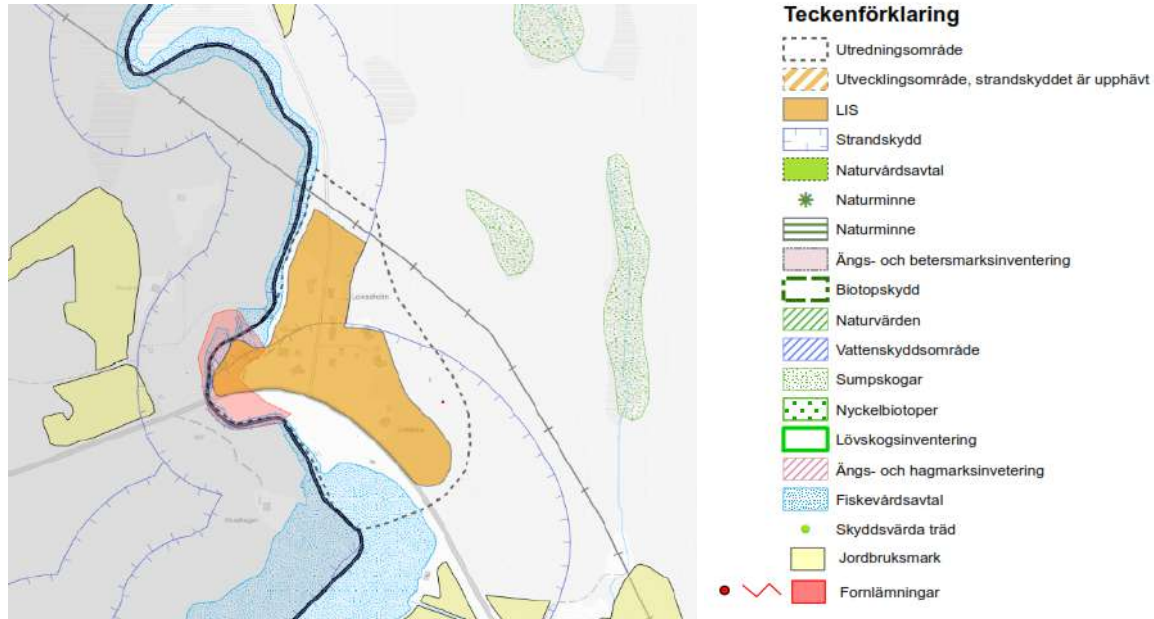 Teckenförklaring
Utredningsområde
Utvecklingsområde, strandskyddet är upphävt
LIS
Strandskydd
Naturvårdsavtal
Naturminne
Naturminne
Ängs- och betersmarksinventering
Biotopskydd
Naturvärden
Vattenskyddsområde
Sumpskogar
Nyckelbiotoper
Lövskogsinventering
Ängs- och hagmarksinvetering
Fiskevårdsavtal
Skyddsvärda träd
Jordbruksmark
Fornlämningar